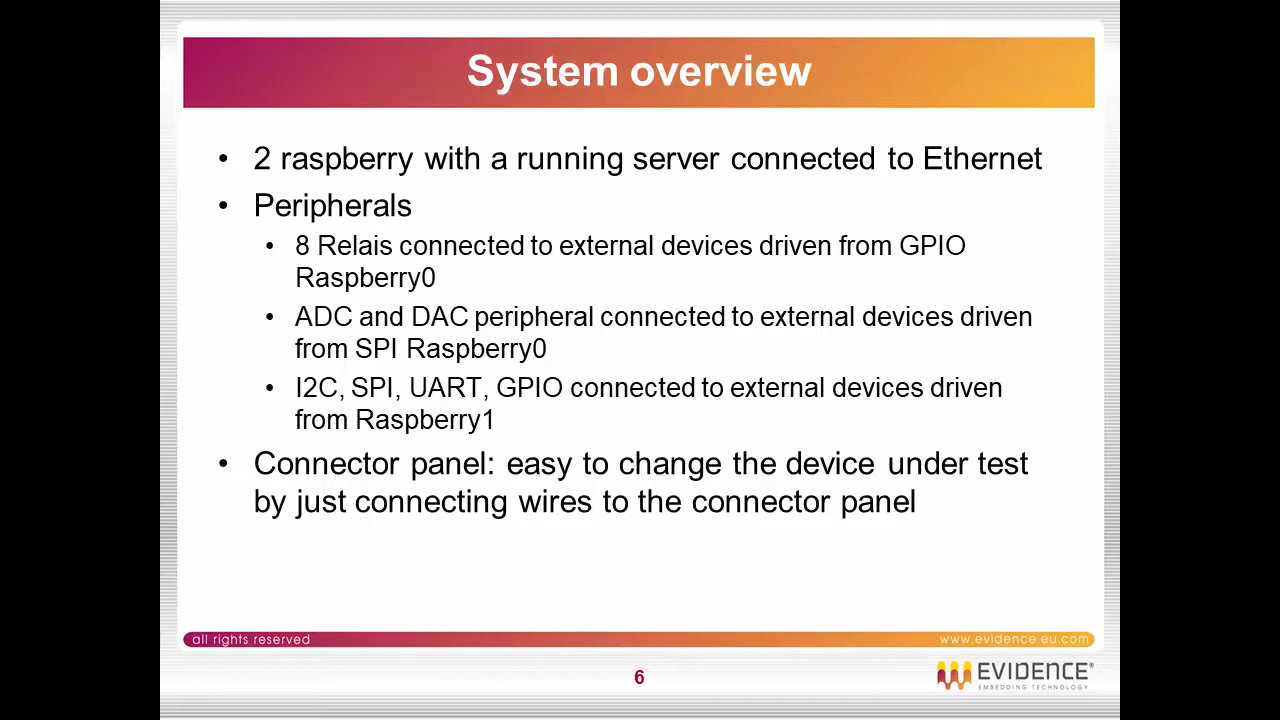 System overview
• 2 raspberry with a running server connected to Ethernet
• Peripherals
• 8 Relais connected to external devices driven from GPIO
Raspberry0
• ADC and DAC peripheral connected to external devices driven
from SPI Raspberry0
• I2C, SPI, UART, GPIO connected to external devices driven
from Raspberry1
• Connector panel: easy to change the device under test
by just connecting wires to the connector panel
all rights reserved
www.evidence.eu.com
6
EVIDENCE®
EMBEDDING TECHNOLOGY